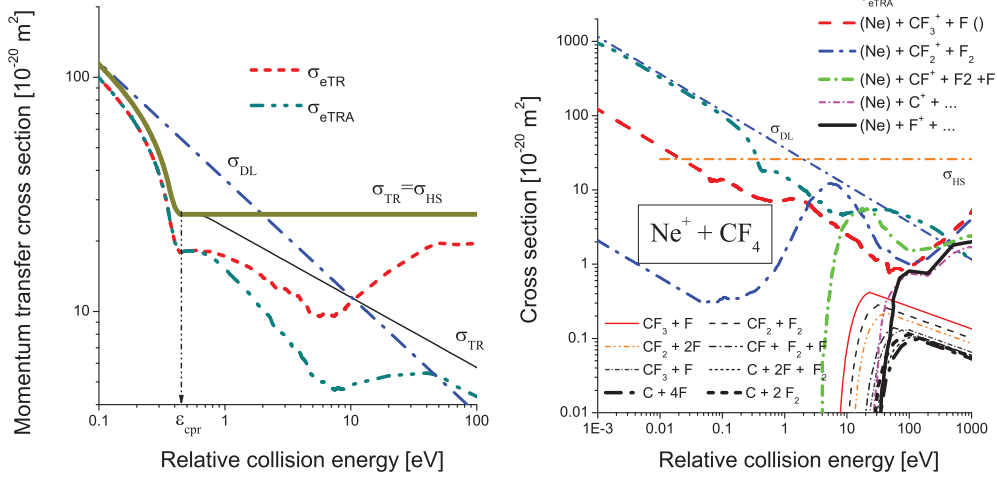 Momentum transfer cross section [10⁻²⁰ m²]
100
10
σeTR
σeTRA
σDL
σTR=σHS
σTR
0.1
εcpr
1
10
100
Relative collision energy [eV]
Cross section [10⁻²⁰ m²]
1000
100
10
1
0.1
0.01
eTRA
(Ne) + CF₃⁺ + F ()
(Ne) + CF₂⁺ + F₂
(Ne) + CF⁺ + F2 +F
(Ne) + C⁺ + ...
(Ne) + F⁺ + ...
σDL
σHS
Ne⁺ + CF₄
CF₃ + F
CF₂ + F₂
CF₂ + 2F
CF + F₂ + F
CF₃ + F
C + 2F + F₂
C + 4F
C + 2 F₂
1E-3
0.01
0.1
1
10
100
1000
Relative collision energy [eV]